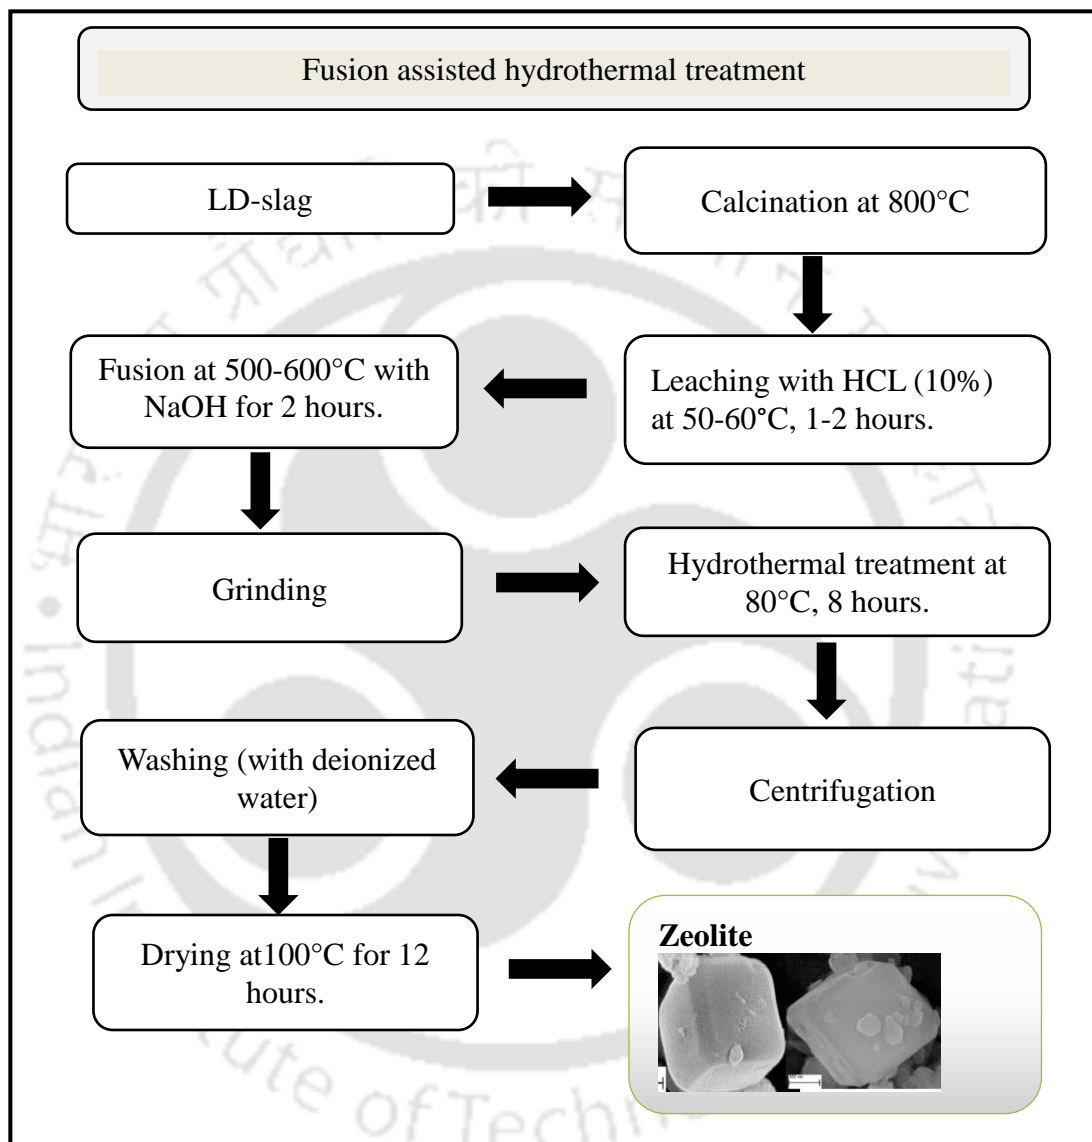 Fusion assisted hydrothermal treatment
LD-slag
Calcination at 800°C
Fusion at 500-600°C with
NaOH for 2 hours.
Leaching with HCL (10%)
at 50-60°C, 1-2 hours.
Grinding
Hydrothermal treatment at
80°C, 8 hours.
Washing (with deionized
water)
Centrifugation
Drying at100°C for 12
hours.
Zeolite